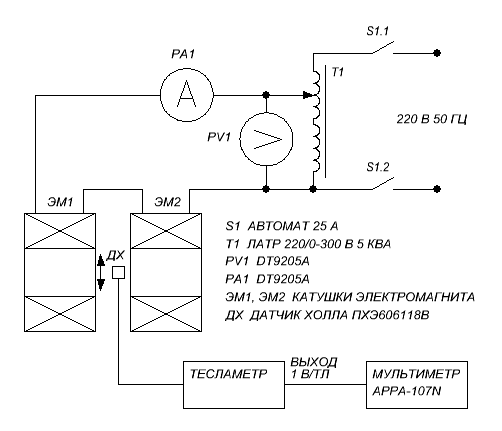 S1.1
PA1
T1
A
220 В 50 ГЦ
PV1
V
S1.2
ЭМ1
ЭМ2
S1 АВТОМАТ 25 А
T1 ЛАТР 220/0-300 В 5 КВА
PV1 DT9205A
PA1 DT9205A
ЭМ1, ЭМ2 КАТУШКИ ЭЛЕКТРОМАГНИТА
ДХ ДАТЧИК ХОЛЛА ПХЭ606118В
ДХ
ТЕСЛАМЕТР
ВЫХОД
1 В/ТЛ
МУЛЬТИМЕТР
APPA-107N